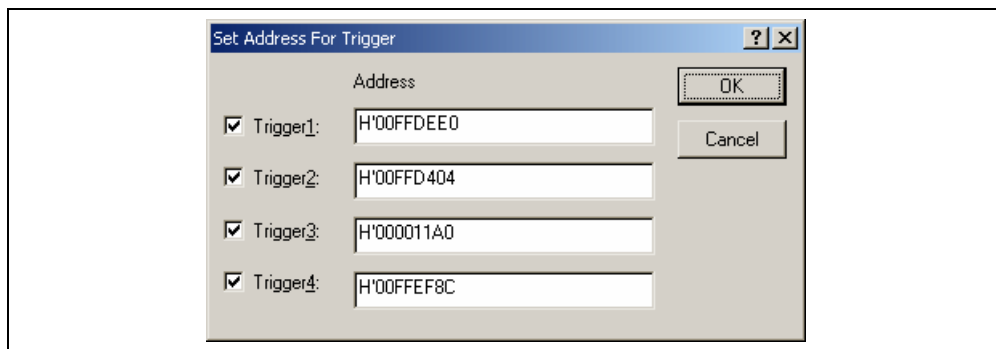 Set Address For Trigger
Address
OK
Trigger1: H'00FFDEE0
Cancel
Trigger2: H'00FFD404
Trigger3: H'000011A0
Trigger4: H'00FFEF8C